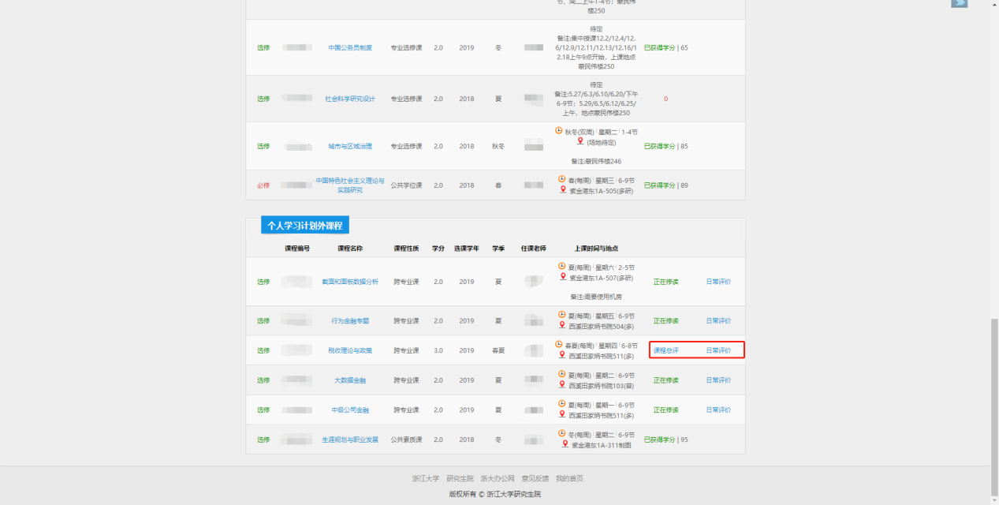 节、周二上午1-4节；蒙民伟
楼250
选修 中国公务员制度 专业选修课 2.0 2019 冬 待定 已获得学分 | 65
备注:集中授课12.2/12.4/12.
6/12.9/12.11/12.13/12.16/1
2.18上午9点开始，上课地点
蒙民伟楼250
选修 社会科学研究设计 专业选修课 2.0 2018 夏 待定 0
备注:5.27/6.3/6.10/6.20/下午
6-9节；5.29/6.5/6.12/6.25/
上午，地点蒙民伟楼250
选修 城市与区域治理 专业选修课 2.0 2018 秋冬 秋冬(双周) | 星期二 | 1-4节 已获得学分 | 85
(场地待定)
备注:蒙民伟楼246
必修 中国特色社会主义理论与 公共学位课 2.0 2018 春 春(每周) | 星期三 | 6-9节 已获得学分 | 89
实践研究 紫金港东1A-505(多研)
个人学习计划外课程
课程编号 课程名称 课程性质 学分 选课学年 学季 任课老师 上课时间与地点
选修 截面和面板数据分析 跨专业课 2.0 2019 夏 夏(每周) | 星期六 | 2-5节 正在修读 日常评价
紫金港东1A-507(多研)
备注:需要使用机房
选修 行为金融专题 跨专业课 2.0 2019 夏 夏(每周) | 星期五 | 6-9节 正在修读 日常评价
西溪田家炳书院504(多)
选修 税收理论与政策 跨专业课 3.0 2019 春夏 春夏(每周) | 星期四 | 6-8节 课程总评 日常评价
西溪田家炳书院511(多)
选修 大数据金融 跨专业课 2.0 2019 夏 夏(每周) | 星期二 | 6-9节 正在修读 日常评价
西溪田家炳书院103(普)
选修 中级公司金融 跨专业课 2.0 2019 夏 夏(每周) | 星期一 | 6-9节 正在修读 日常评价
西溪田家炳书院511(多)
选修 生涯规划与职业发展 公共素质课 2.0 2018 冬 冬(每周) | 星期二 | 6-9节 已获得学分 | 95
紫金港东1A-311制图
浙江大学 研究生院 浙大办公网 意见反馈 我的首页
版权所有 © 浙江大学研究生院